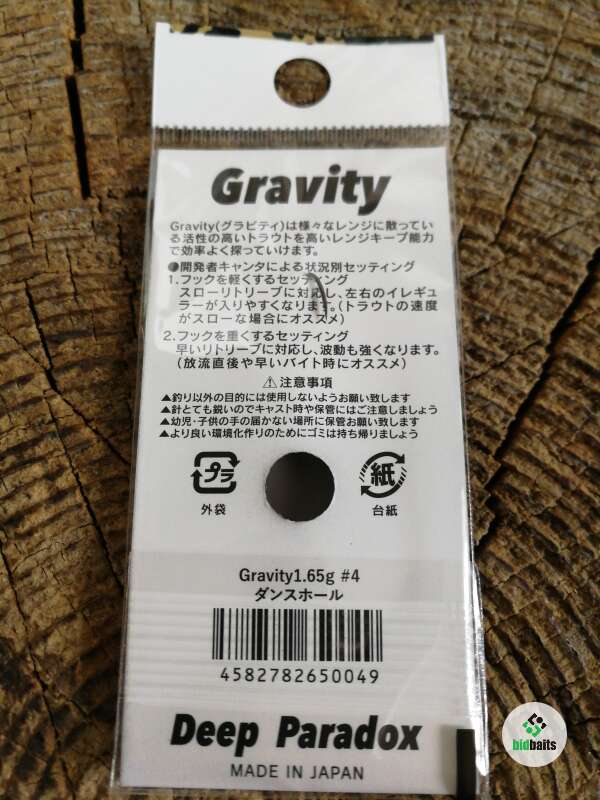 Gravity
Gravity(グラビティ)は様々なレンジに散ってい
る活性の高いトラウトを高いレンジキープ能力
で効率よく探っていけます。
●開発者キャンタによる状況別セッティング
1.フックを軽くするセッティング
スローリトリーブに対応し、左右のイレギュ
ラーが入りやすくなります。(トラウトの速度
がスローな場合にオススメ)
2.フックを重くするセッティング
早いリトリーブに対応し、波動も強くなります。
(放流直後や早いバイト時にオススメ)
⚠注意事項
▲釣り以外の目的には使用しないようお願い致します
▲針とても鋭いのでキャスト時や保管にはご注意しましょう
▲幼児・子供の手の届かない場所に保管お願い致します
▲より良い環境化作りのためにゴミは持ち帰りましょう
プラ 紙
外袋 台紙
Gravity1.65g #4
ダンスホール
4582782650049
Deep Paradox
MADE IN JAPAN
bidbaits